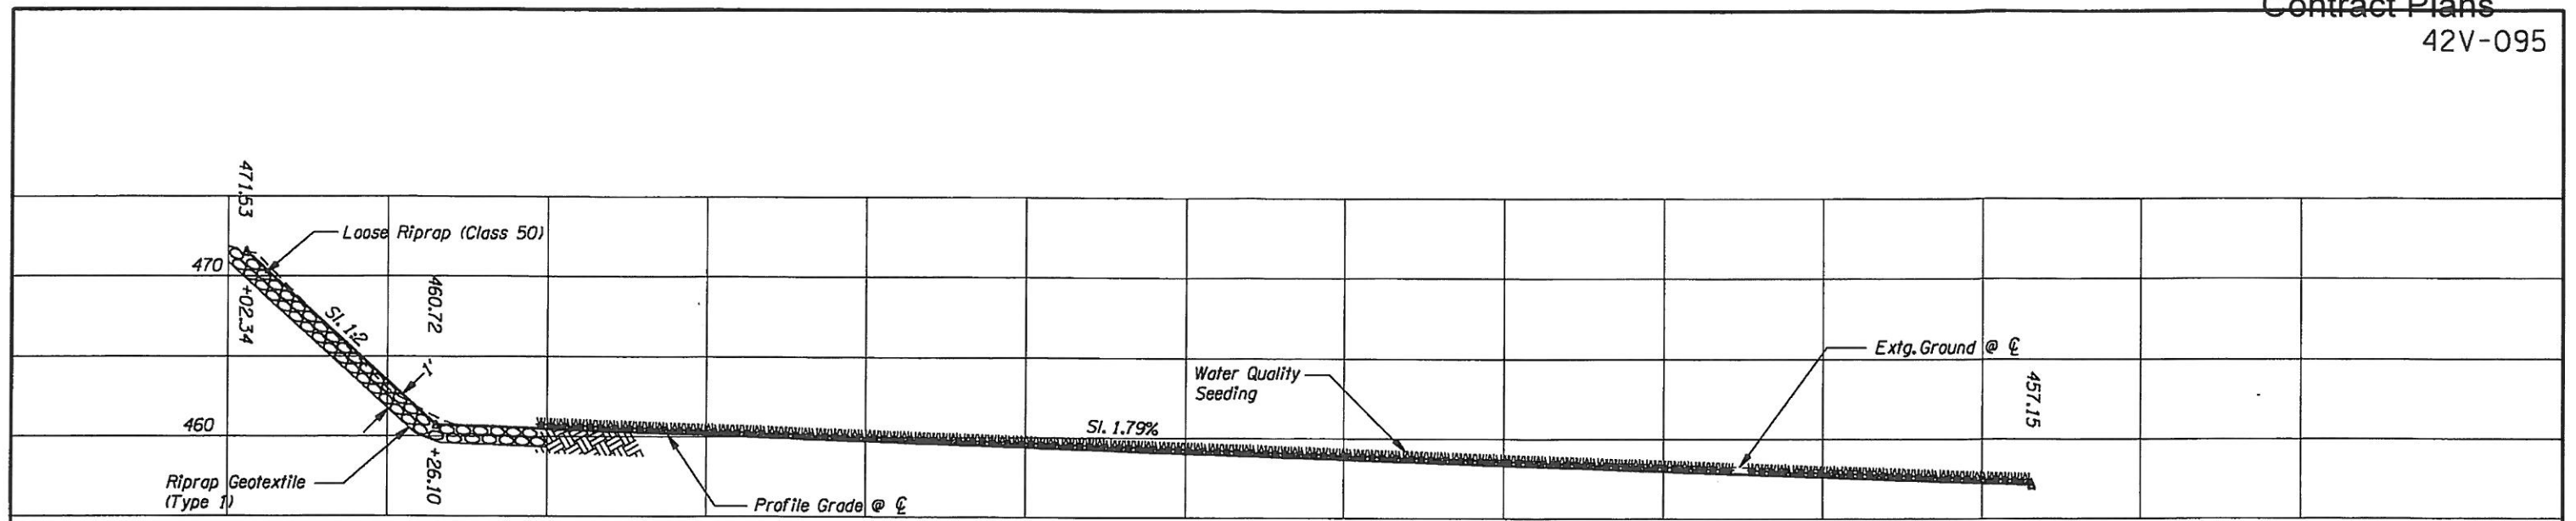 Contract Plans
42V-095
471.53
Loose Riprap (Class 50)
470
+02.34
Sl. 1:2
460.72
1'
Extg. Ground @ ℄
Water Quality
Seeding
457.15
460
Sl. 1.79%
+26.10
Riprap Geotextile
(Type 1)
Profile Grade @ ℄